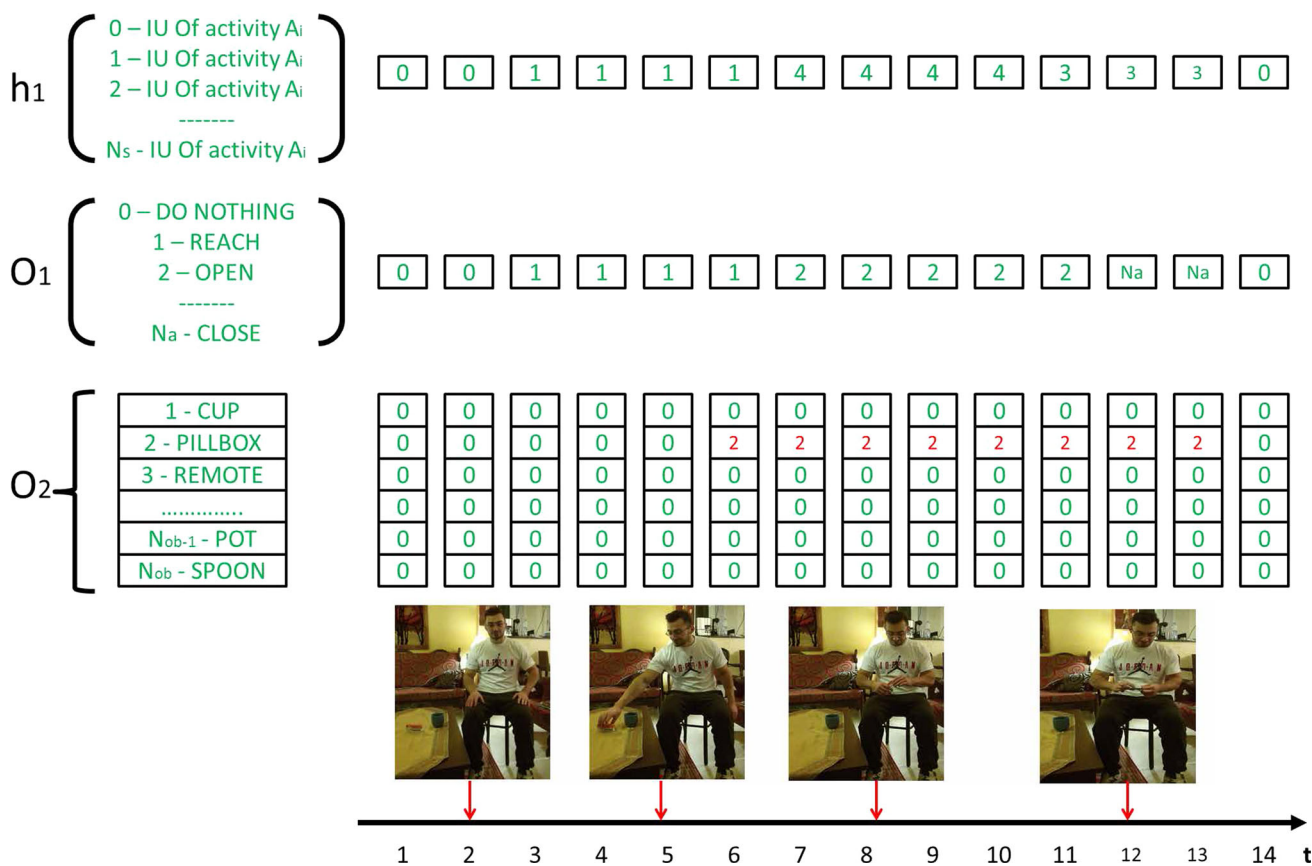 h1
0 – IU Of activity Ai
1 – IU Of activity Ai
2 – IU Of activity Ai
-------
Ns - IU Of activity Ai
0 0 1 1 1 1 4 4 4 4 3 3 3 0
O1
0 – DO NOTHING
1 – REACH
2 – OPEN
-------
Na - CLOSE
0 0 1 1 1 1 2 2 2 2 2 Na Na 0
O2
1 - CUP
0 0 0 0 0 0 0 0 0 0 0 0 0 0
2 - PILLBOX
0 0 0 0 0 2 2 2 2 2 2 2 2 0
3 - REMOTE
0 0 0 0 0 0 0 0 0 0 0 0 0 0
..............
0 0 0 0 0 0 0 0 0 0 0 0 0 0
Nob-1 - POT
0 0 0 0 0 0 0 0 0 0 0 0 0 0
Nob - SPOON
0 0 0 0 0 0 0 0 0 0 0 0 0 0
JORDAN
JORDAN
JORDAN
JORDAN
1 2 3 4 5 6 7 8 9 10 11 12 13 14 t